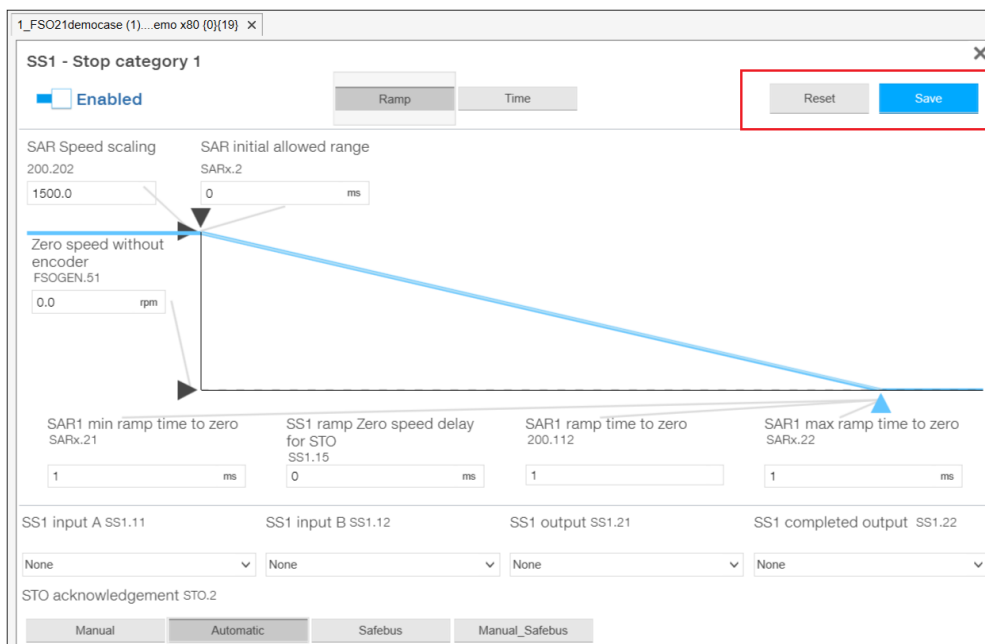 1_FSO21democase (1)....emo x80 {0}{19} ×
SS1 - Stop category 1
×
Enabled
Ramp
Time
Reset
Save
SAR Speed scaling
200.202
1500.0
SAR initial allowed range
SARx.2
0 ms
Zero speed without
encoder
FSOGEN.51
0.0 rpm
SAR1 min ramp time to zero
SARx.21
1 ms
SS1 ramp Zero speed delay
for STO
SS1.15
0 ms
SAR1 ramp time to zero
200.112
1
SAR1 max ramp time to zero
SARx.22
1 ms
SS1 input A SS1.11
None
SS1 input B SS1.12
None
SS1 output SS1.21
None
SS1 completed output SS1.22
None
STO acknowledgement STO.2
Manual
Automatic
Safebus
Manual_Safebus